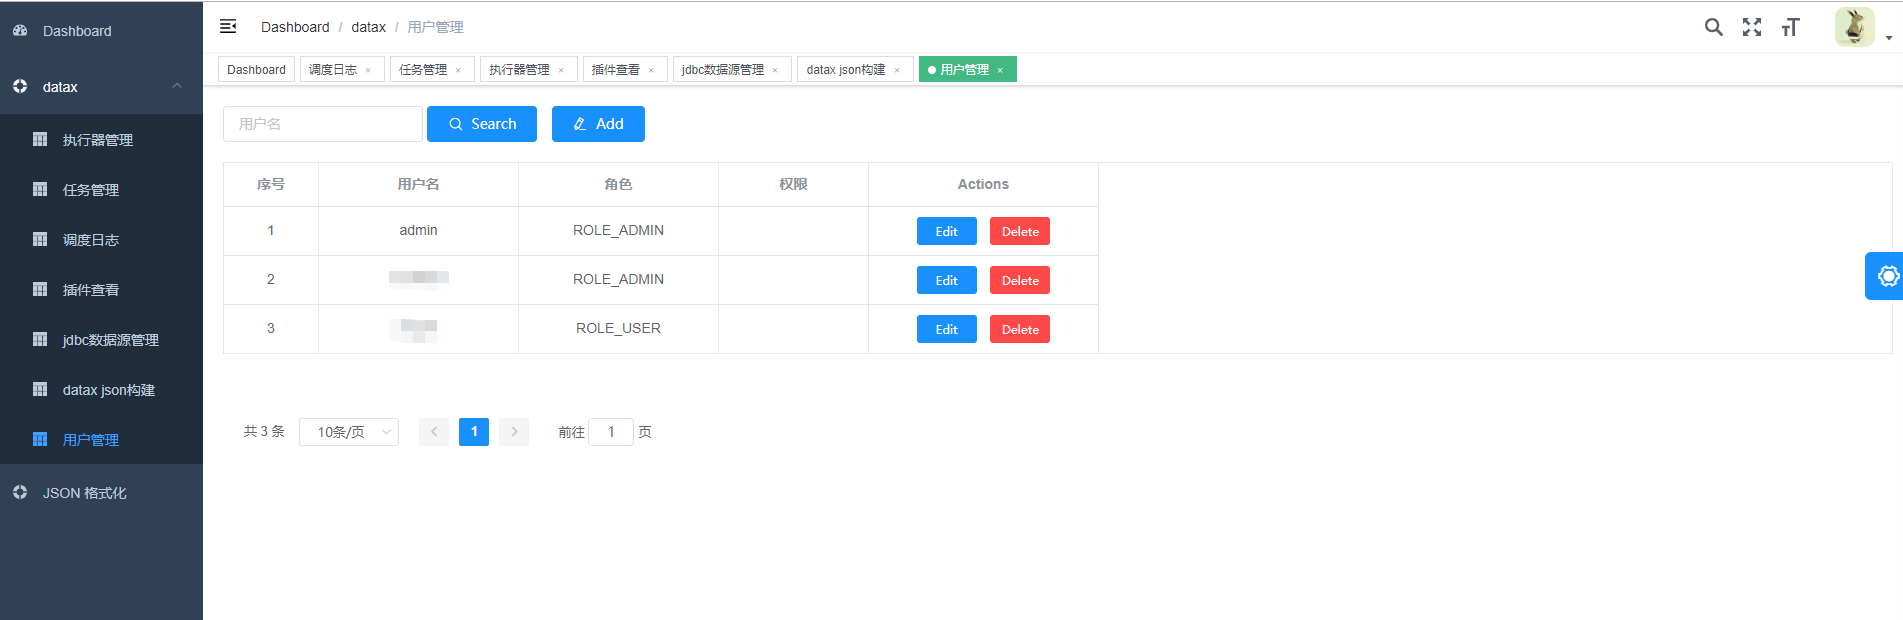 Dashboard
datax
执行器管理
任务管理
调度日志
插件查看
jdbc数据源管理
datax json构建
用户管理
JSON 格式化
Dashboard / datax / 用户管理
Dashboard 调度日志 × 任务管理 × 执行器管理 × 插件查看 × jdbc数据源管理 × datax json构建 × 用户管理 ×
用户名 Search Add
序号 用户名 角色 权限 Actions
1 admin ROLE_ADMIN Edit Delete
2 ROLE_ADMIN Edit Delete
3 ROLE_USER Edit Delete
共 3 条 10条/页 1 前往 1 页